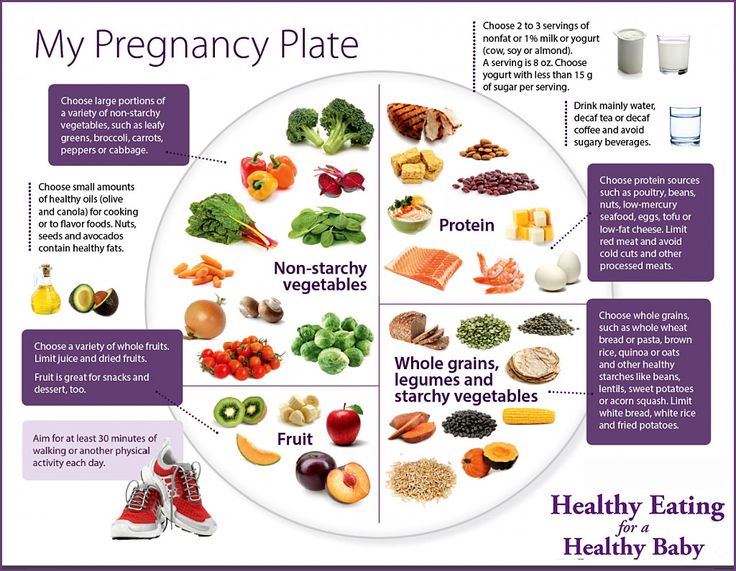 My Pregnancy Plate
Choose 2 to 3 servings of
nonfat or 1% milk or yogurt
(cow, soy or almond).
A serving is 8 oz. Choose
yogurt with less than 15 g
of sugar per serving.
Drink mainly water,
decaf tea or decaf
coffee and avoid
sugary beverages.
Choose large portions of
a variety of non-starchy
vegetables, such as leafy
greens, broccoli, carrots,
peppers or cabbage.
Choose small amounts
of healthy oils (olive
and canola) for cooking
or to flavor foods. Nuts,
seeds and avocados
contain healthy fats.
Non-starchy
vegetables
Protein
Choose protein sources
such as poultry, beans,
nuts, low-mercury
seafood, eggs, tofu or
low-fat cheese. Limit
red meat and avoid
cold cuts and other
processed meats.
Choose a variety of whole fruits.
Limit juice and dried fruits.
Fruit is great for snacks and
dessert, too.
Fruit
Whole grains,
legumes and
starchy vegetables
Choose whole grains,
such as whole wheat
bread or pasta, brown
rice, quinoa or oats
and other healthy
starches like beans,
lentils, sweet potatoes
or acorn squash. Limit
white bread, white rice
and fried potatoes.
Aim for at least 30 minutes of
walking or another physical
activity each day.
Healthy Eating
for a
Healthy Baby